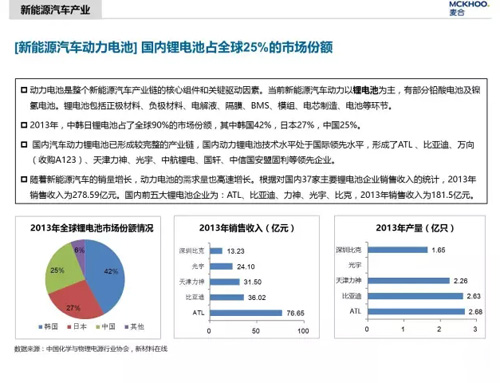 新能源汽车产业
MCKHOO.
麦合
[新能源汽车动力电池] 国内锂电池占全球25%的市场份额
动力电池是整个新能源汽车产业链的核心组件和关键驱动因素。当前新能源汽车动力以锂电池为主，有部分铅酸电池及镍
氢电池。锂电池包括正极材料、负极材料、电解液、隔膜、BMS、模组、电芯制造、电池等环节。
2013年，中韩日锂电池占了全球90%的市场份额，其中韩国42%，日本27%，中国25%。
国内汽车动力锂电池已形成较完整的产业链，国内动力锂电池技术水平处于国际领先水平，形成了ATL 、比亚迪、万向
（收购A123）、天津力神、光宇、中航锂电、国轩、中信国安盟固利等领先企业。
随着新能源汽车的销量增长，动力电池的需求量也高速增长。根据对国内37家主要锂电池企业销售收入的统计，2013年
销售收入为278.59亿元。国内前五大锂电池企业为：ATL、比亚迪、力神、光宇、比克，2013年销售收入为181.5亿元。
2013年全球锂电池市场份额情况
6%
25%
42%
27%
韩国 日本 中国 其他
2013年销售收入（亿元）
深圳比克 13.23
光宇 24.10
天津力神 31.50
比亚迪 36.02
ATL 76.65
0 50 100
2013年产量（亿只）
深圳比克 1.65
光宇
天津力神 2.26
比亚迪 2.63
ATL 2.68
0 1 2 3
数据来源：中国化学与物理电源行业协会，新材料在线